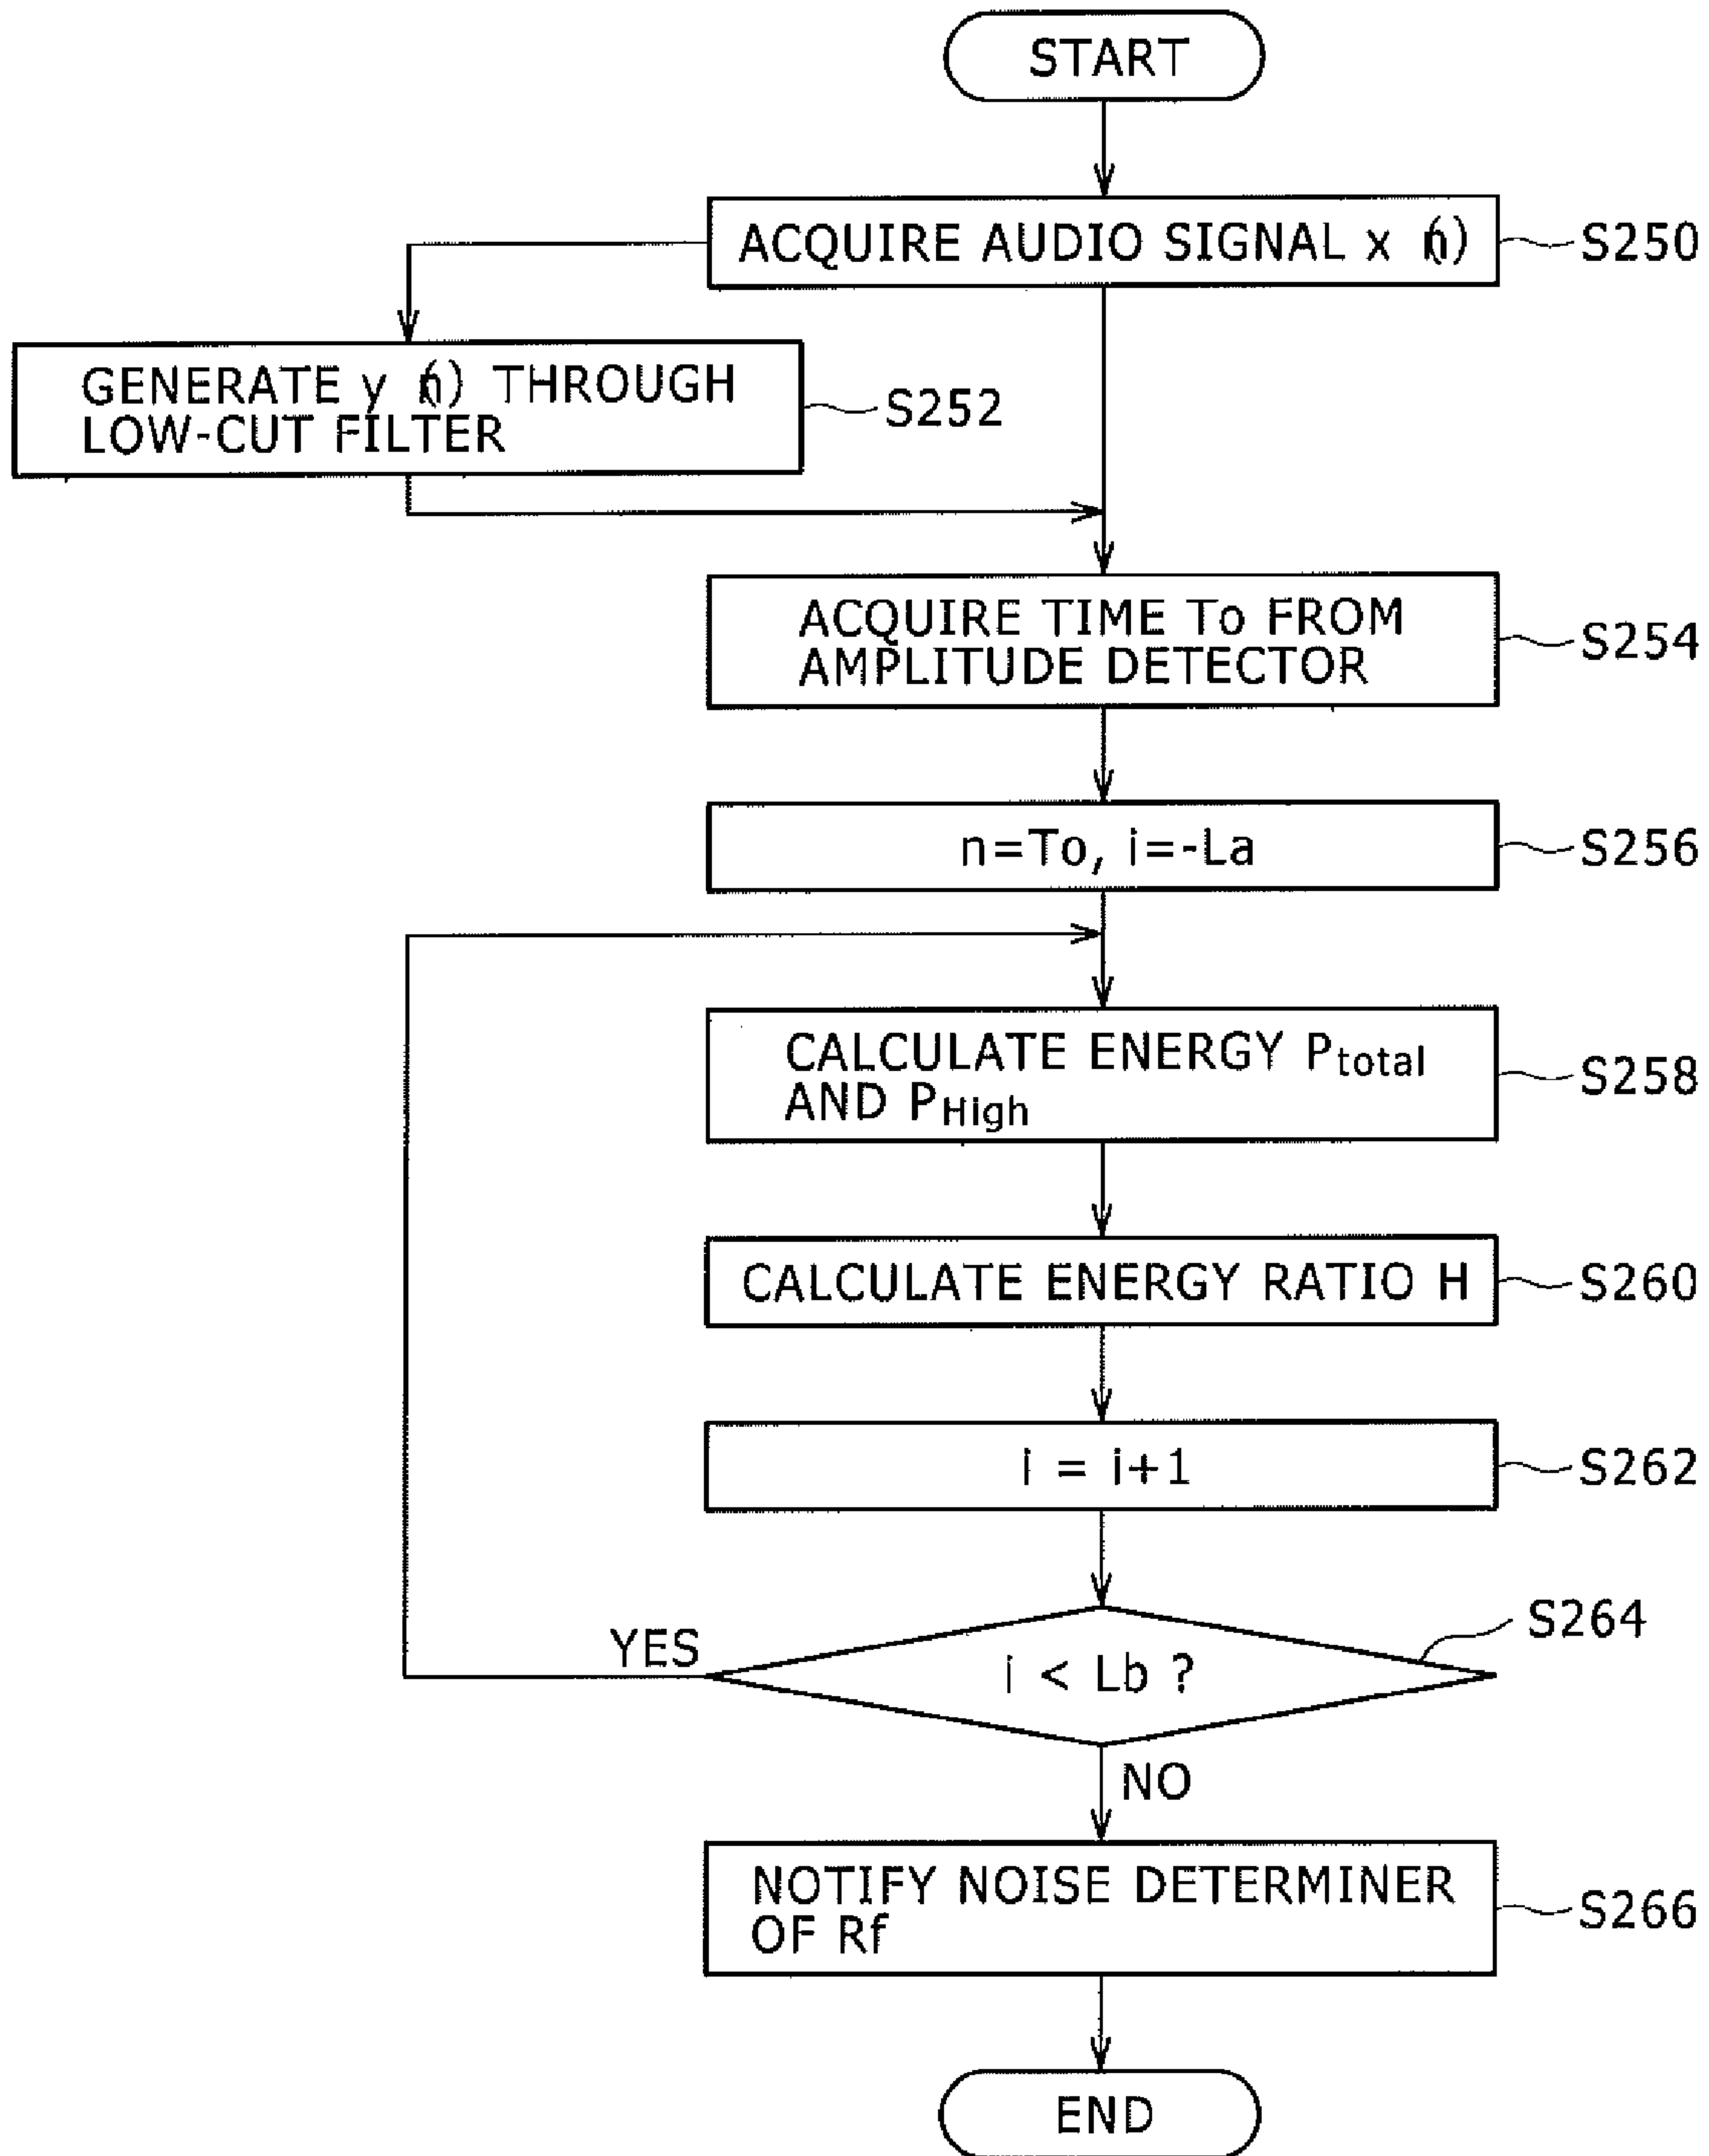 START
ACQUIRE AUDIO SIGNAL x (n)
S250
GENERATE y (n) THROUGH
LOW-CUT FILTER
S252
ACQUIRE TIME To FROM
AMPLITUDE DETECTOR
S254
n=To, i=-La
S256
CALCULATE ENERGY Ptotal
AND PHigh
S258
CALCULATE ENERGY RATIO H
S260
i = i+1
S262
S264
YES
i < Lb ?
NO
NOTIFY NOISE DETERMINER
OF Rf
S266
END